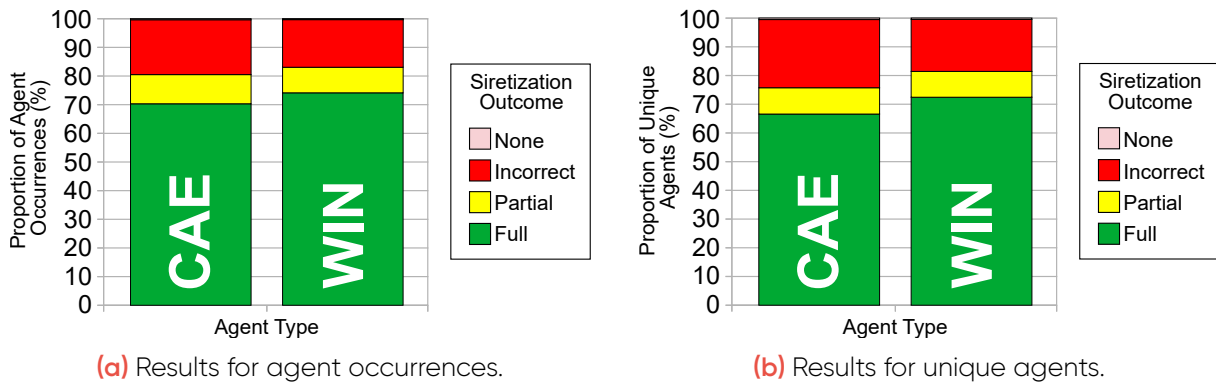 Proportion of Agent
Occurrences (%)
100
90
80
70
60
50
40
30
20
10
0
CAE
WIN
Agent Type
Siretization
Outcome
None
Incorrect
Partial
Full
(a) Results for agent occurrences.
Proportion of Unique
Agents (%)
100
90
80
70
60
50
40
30
20
10
0
CAE
WIN
Agent Type
Siretization
Outcome
None
Incorrect
Partial
Full
(b) Results for unique agents.